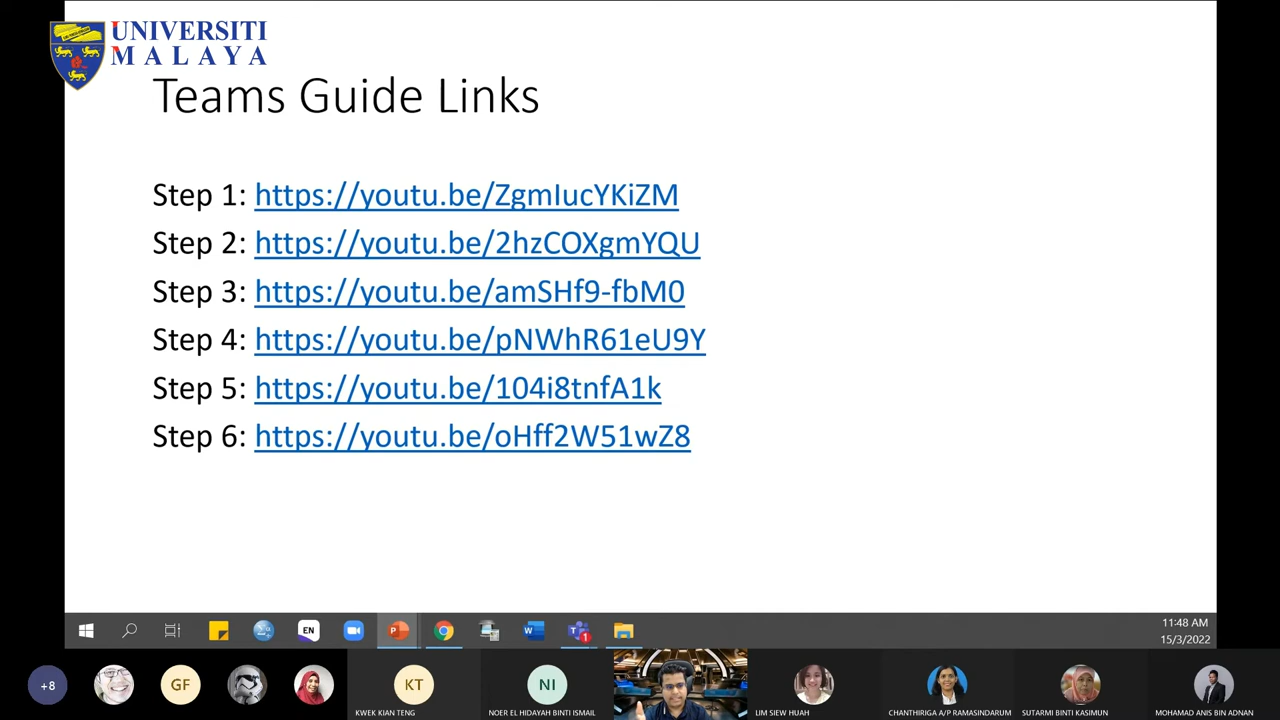 UNIVERSITI
MALAYA
Teams Guide Links
Step 1: https://youtu.be/ZgmIucYKiZM
Step 2: https://youtu.be/2hzCOXgmYQU
Step 3: https://youtu.be/amSHf9-fbM0
Step 4: https://youtu.be/pNWhR61eU9Y
Step 5: https://youtu.be/104i8tnfA1k
Step 6: https://youtu.be/oHff2W51wZ8
EN
1
11:48 AM
15/3/2022
+8
GF
KT
NI
KWEK KIAN TENG
NOER EL HIDAYAH BINTI ISMAIL
LIM SIEW HUAH
CHANTHIRIGA A/P RAMASINDARUM
SUTARMI BINTI KASIMUN
MOHAMAD ANIS BIN ADNAN